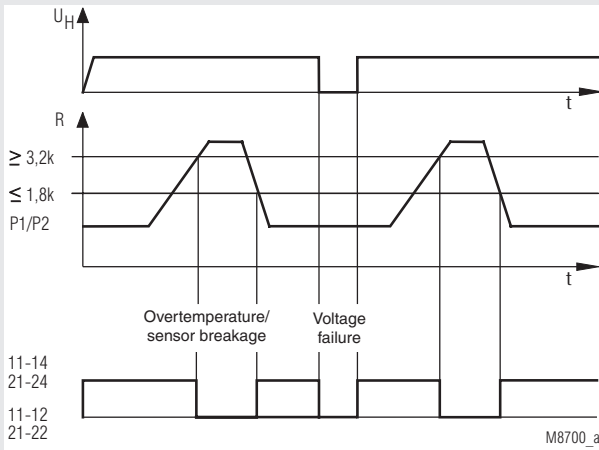 UH
t
R
≥ 3,2k
≤ 1,8k
P1/P2
t
Overtemperature/
sensor breakage
Voltage
failure
11-14
21-24
11-12
21-22
M8700_a